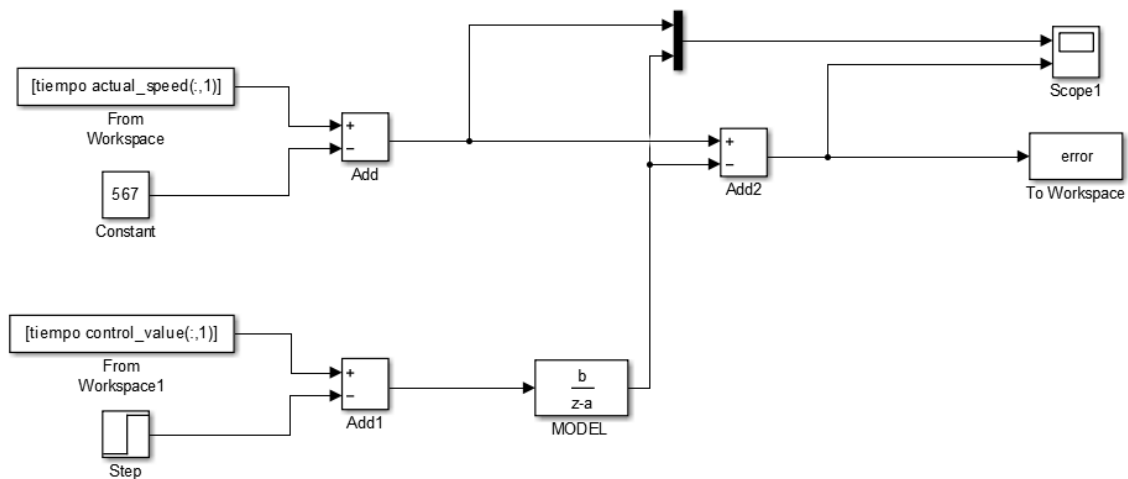 [tiempo actual_speed(:,1)]
From
Workspace
567
Constant
+
−
Add
+
−
Add2
Scope1
error
To Workspace
[tiempo control_value(:,1)]
From
Workspace1
Step
+
−
Add1
b
z-a
MODEL